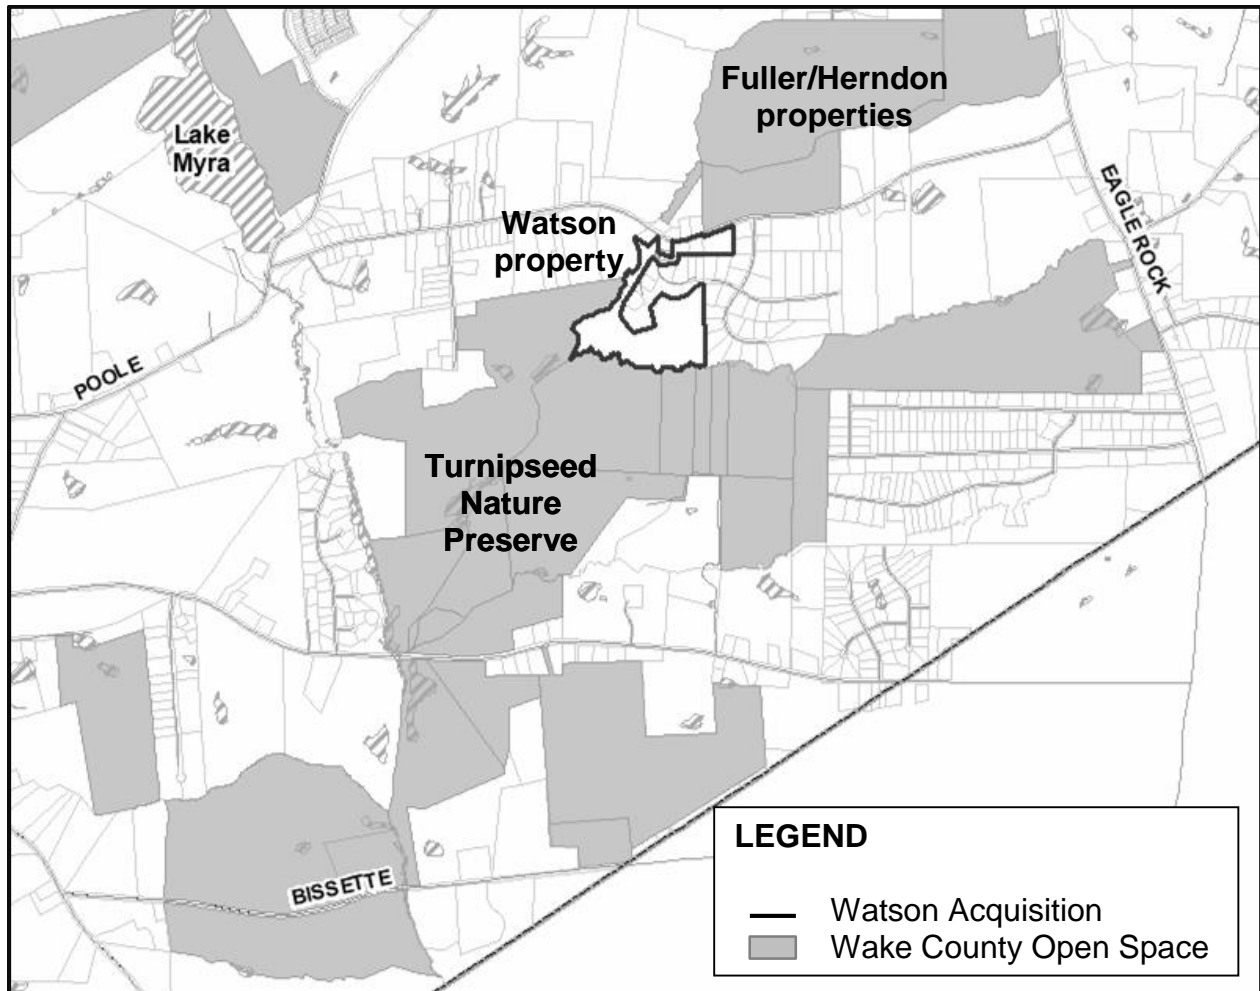 Fuller/Herndon
properties
Lake
Myra
EAGLE ROCK
Watson
property
POOLE
Turnipseed
Nature
Preserve
BISSETTE
LEGEND
Watson Acquisition
Wake County Open Space